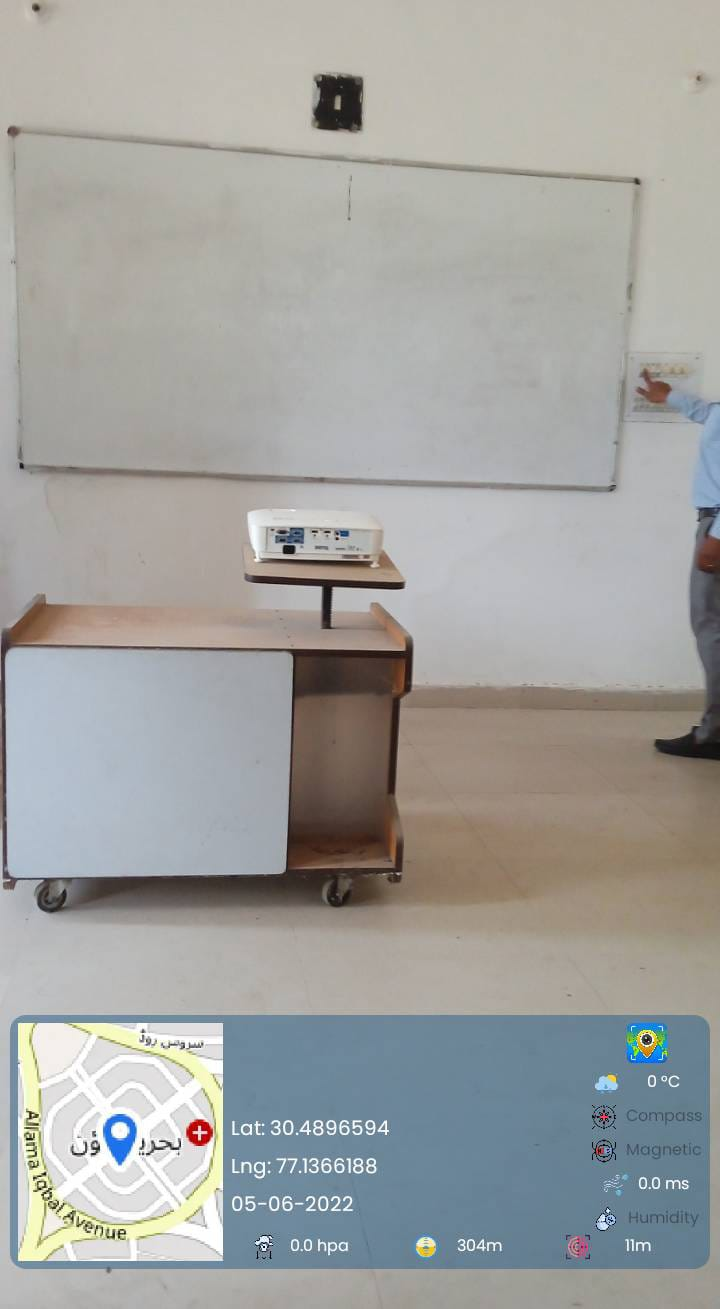 BenQ
سروس روڈ
Allama Iqbal Avenue
Lat: 30.4896594
Lng: 77.1366188
05-06-2022
0 °C
Compass
Magnetic
0.0 ms
Humidity
0.0 hpa
304m
11m